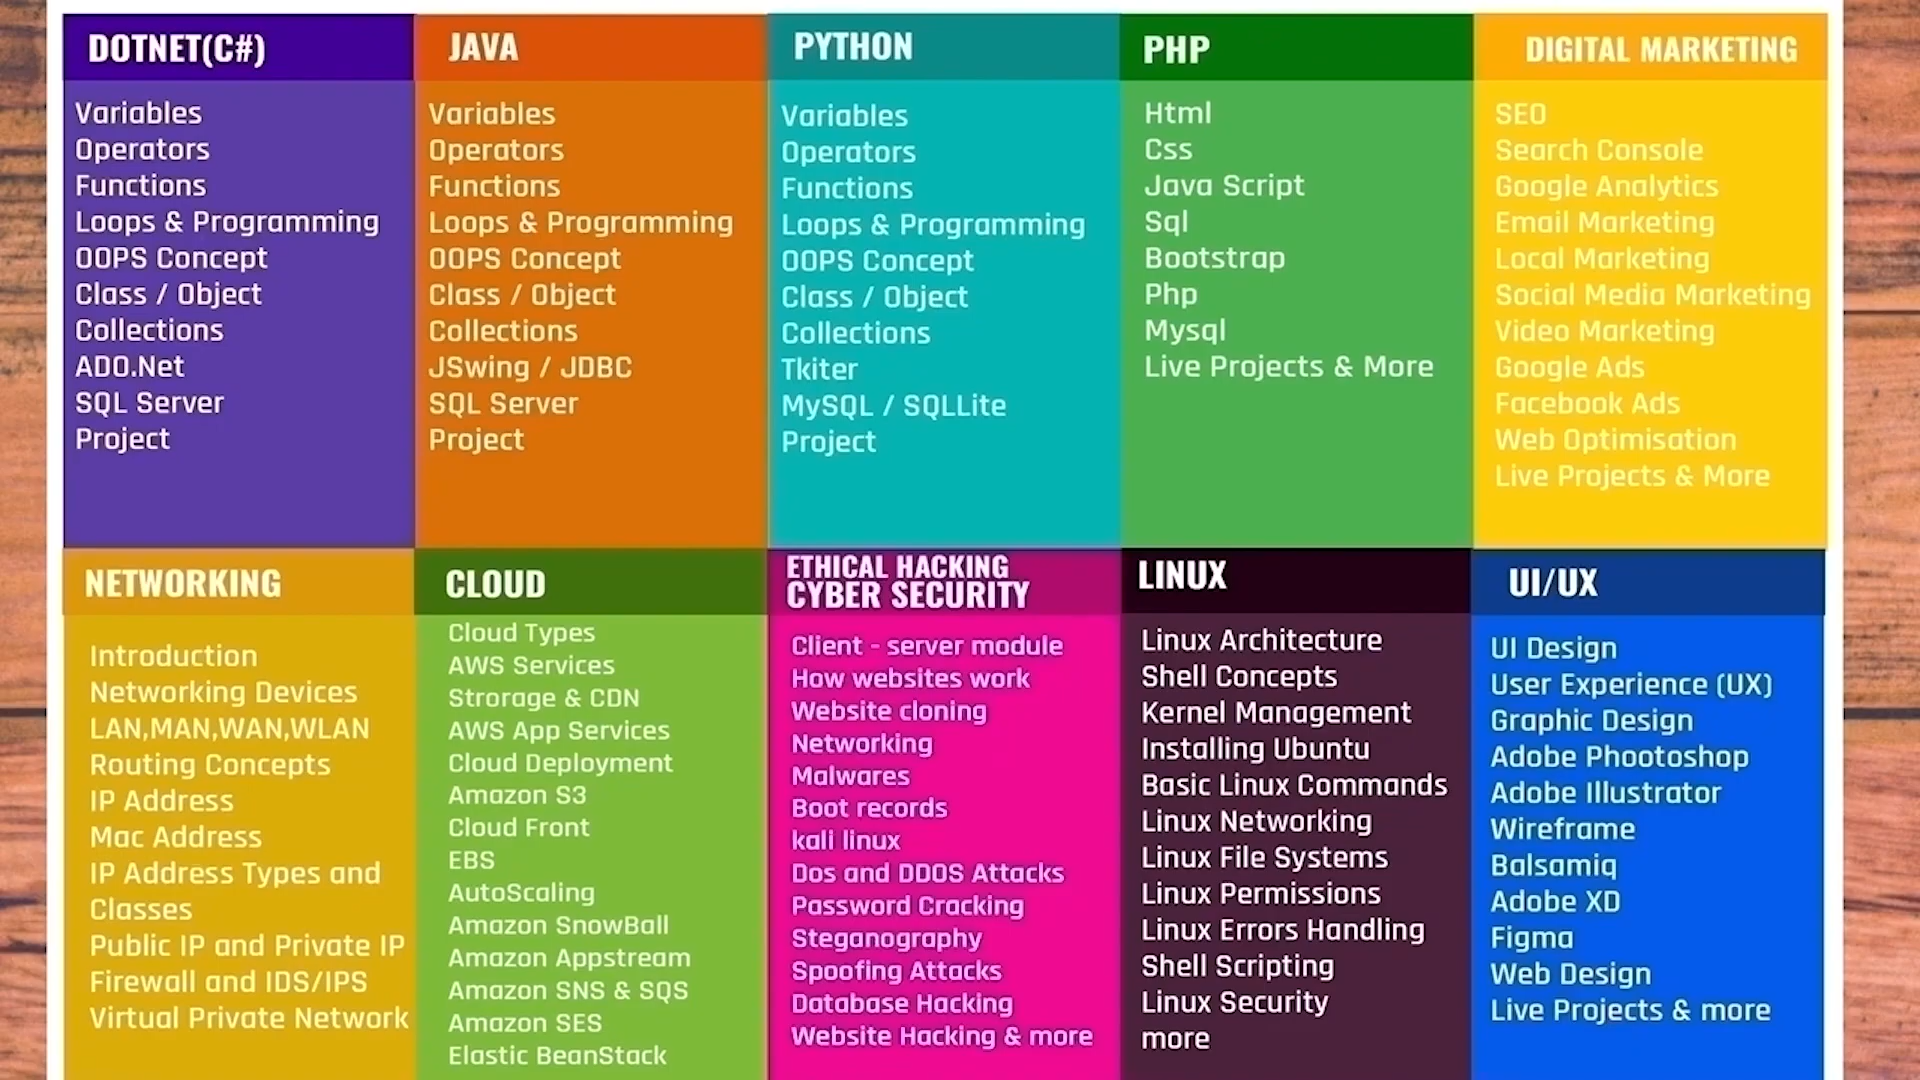 DOTNET(C#)
Variables
Operators
Functions
Loops & Programming
OOPS Concept
Class / Object
Collections
ADO.Net
SQL Server
Project
JAVA
Variables
Operators
Functions
Loops & Programming
OOPS Concept
Class / Object
Collections
JSwing / JDBC
SQL Server
Project
PYTHON
Variables
Operators
Functions
Loops & Programming
OOPS Concept
Class / Object
Collections
Tkiter
MySQL / SQLLite
Project
PHP
Html
Css
Java Script
Sql
Bootstrap
Php
Mysql
Live Projects & More
DIGITAL MARKETING
SEO
Search Console
Google Analytics
Email Marketing
Local Marketing
Social Media Marketing
Video Marketing
Google Ads
Facebook Ads
Web Optimisation
Live Projects & More
NETWORKING
Introduction
Networking Devices
LAN,MAN,WAN,WLAN
Routing Concepts
IP Address
Mac Address
IP Address Types and
Classes
Public IP and Private IP
Firewall and IDS/IPS
Virtual Private Network
CLOUD
Cloud Types
AWS Services
Strorage & CDN
AWS App Services
Cloud Deployment
Amazon S3
Cloud Front
EBS
AutoScaling
Amazon SnowBall
Amazon Appstream
Amazon SNS & SQS
Amazon SES
Elastic BeanStack
ETHICAL HACKING
CYBER SECURITY
Client - server module
How websites work
Website cloning
Networking
Malwares
Boot records
kali linux
Dos and DDOS Attacks
Password Cracking
Steganography
Spoofing Attacks
Database Hacking
Website Hacking & more
LINUX
Linux Architecture
Shell Concepts
Kernel Management
Installing Ubuntu
Basic Linux Commands
Linux Networking
Linux File Systems
Linux Permissions
Linux Errors Handling
Shell Scripting
Linux Security
more
UI/UX
UI Design
User Experience (UX)
Graphic Design
Adobe Phootoshop
Adobe Illustrator
Wireframe
Balsamiq
Adobe XD
Figma
Web Design
Live Projects & more